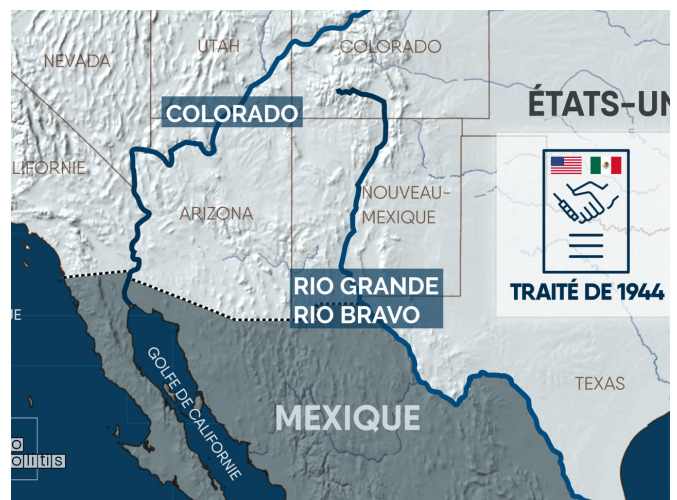 UTAH
COLORADO
NEVADA
ÉTATS-UN
COLORADO
LIFORNIE
NOUVEAU-
MEXIQUE
ARIZONA
TRAITÉ DE 1944
RIO GRANDE
RIO BRAVO
GOLFE DE CALIFORNIE
TEXAS
MEXIQUE